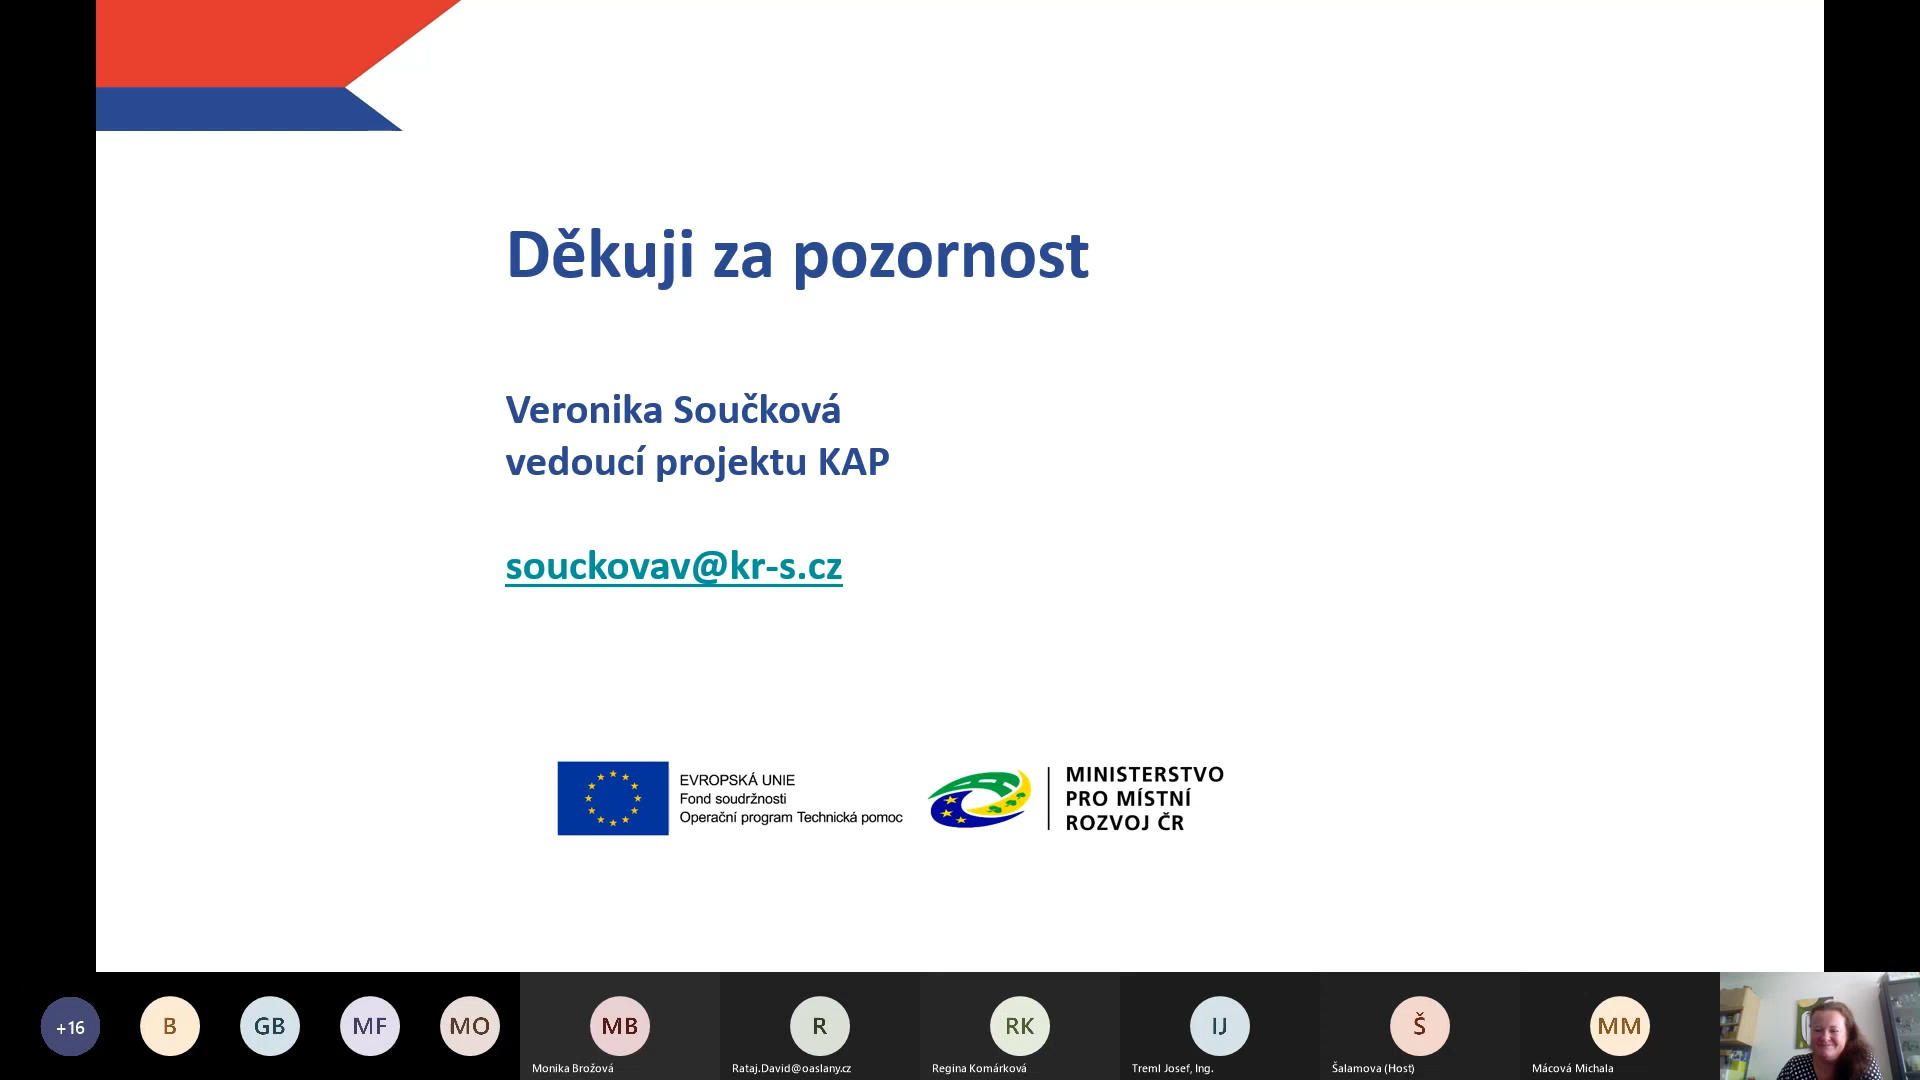 Děkuji za pozornost
Veronika Součková
vedoucí projektu KAP
souckovav@kr-s.cz
EVROPSKÁ UNIE
Fond soudržnosti
Operační program Technická pomoc
MINISTERSTVO
PRO MÍSTNÍ
ROZVOJ ČR
+16
B
GB
MF
MO
MB
R
RK
IJ
Š
MM
Monika Brožová
Rataj.David@oaslany.cz
Regina Komárková
Treml Josef, Ing.
Šalamova (Host)
Mácová Michala